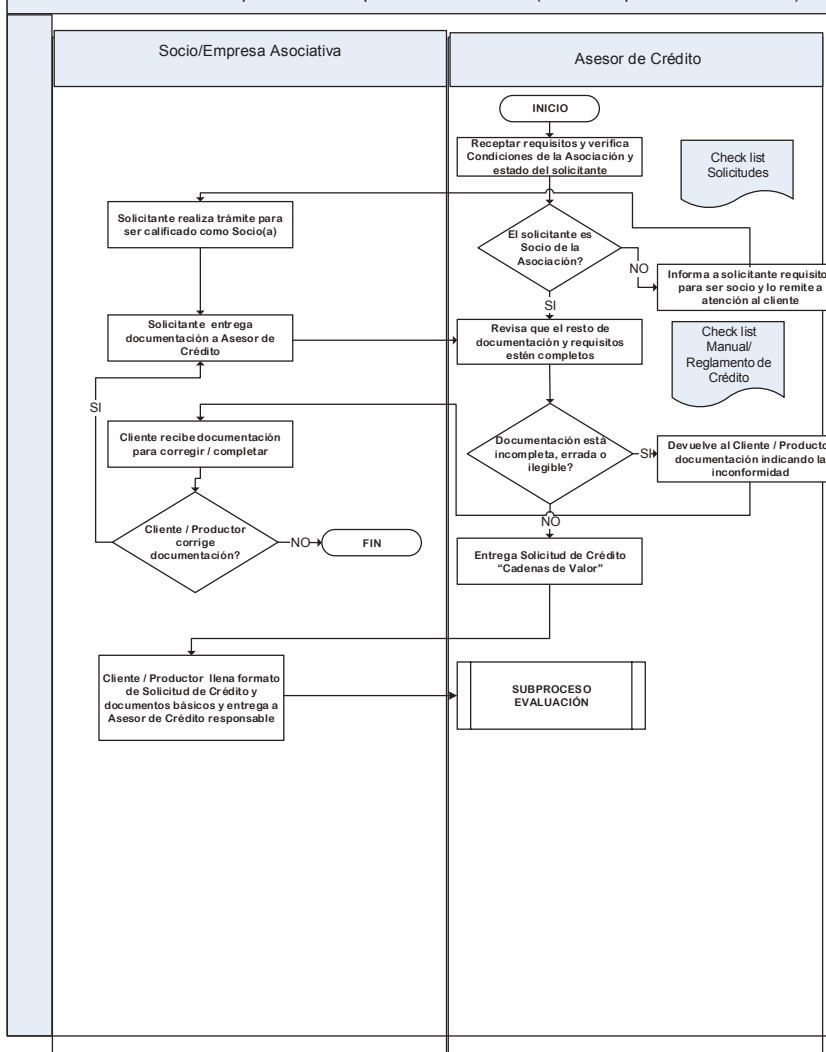 Socio/Empresa Asociativa
Asesor de Crédito
INICIO
Receptar requisitos y verifica
Condiciones de la Asociación y
estado del solicitante
Check list
Solicitudes
Solicitante realiza trámite para
ser calificado como Socio(a)
El solicitante es
Socio de la
Asociación?
NO
Informa a solicitante requisito
para ser socio y lo remite a
atención al cliente
SI
Solicitante entrega
documentación a Asesor de
Crédito
Revisa que el resto de
documentación y requisitos
estén completos
Check list
Manual/
Reglamento de
Crédito
SI
Cliente recibe documentación
para corregir / completar
Documentación está
incompleta, errada o
ilegible?
SI
Devuelve al Cliente / Producto
documentación indicando la
inconformidad
NO
Cliente / Productor
corrige
documentación?
NO
FIN
Entrega Solicitud de Crédito
“Cadenas de Valor”
Cliente / Productor llena formato
de Solicitud de Crédito y
documentos básicos y entrega a
Asesor de Crédito responsable
SUBPROCESO
EVALUACIÓN